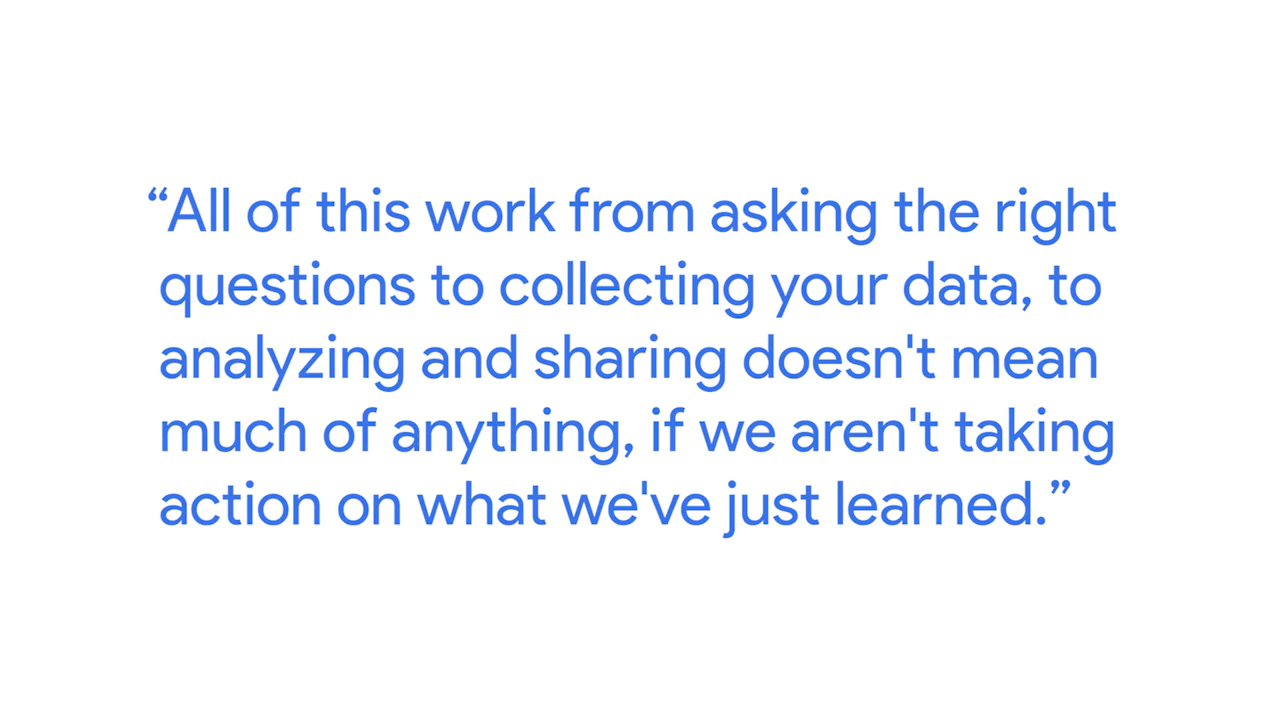 “All of this work from asking the right
questions to collecting your data, to
analyzing and sharing doesn't mean
much of anything, if we aren't taking
action on what we've just learned.”